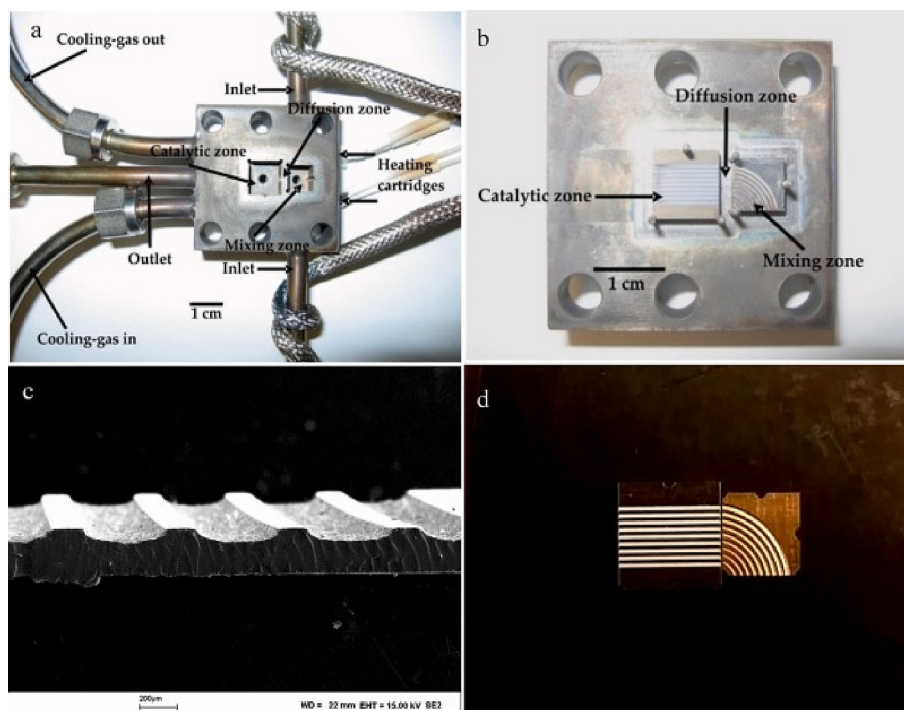 a
Cooling-gas out
Inlet
Diffusion zone
Catalytic zone
Heating
cartridges
Mixing zone
Inlet
Outlet
1 cm
Cooling-gas in
b
Diffusion zone
Catalytic zone
Mixing zone
1 cm
c
200µm
WD = 22 mm EHT = 15.00 kV SE2
d